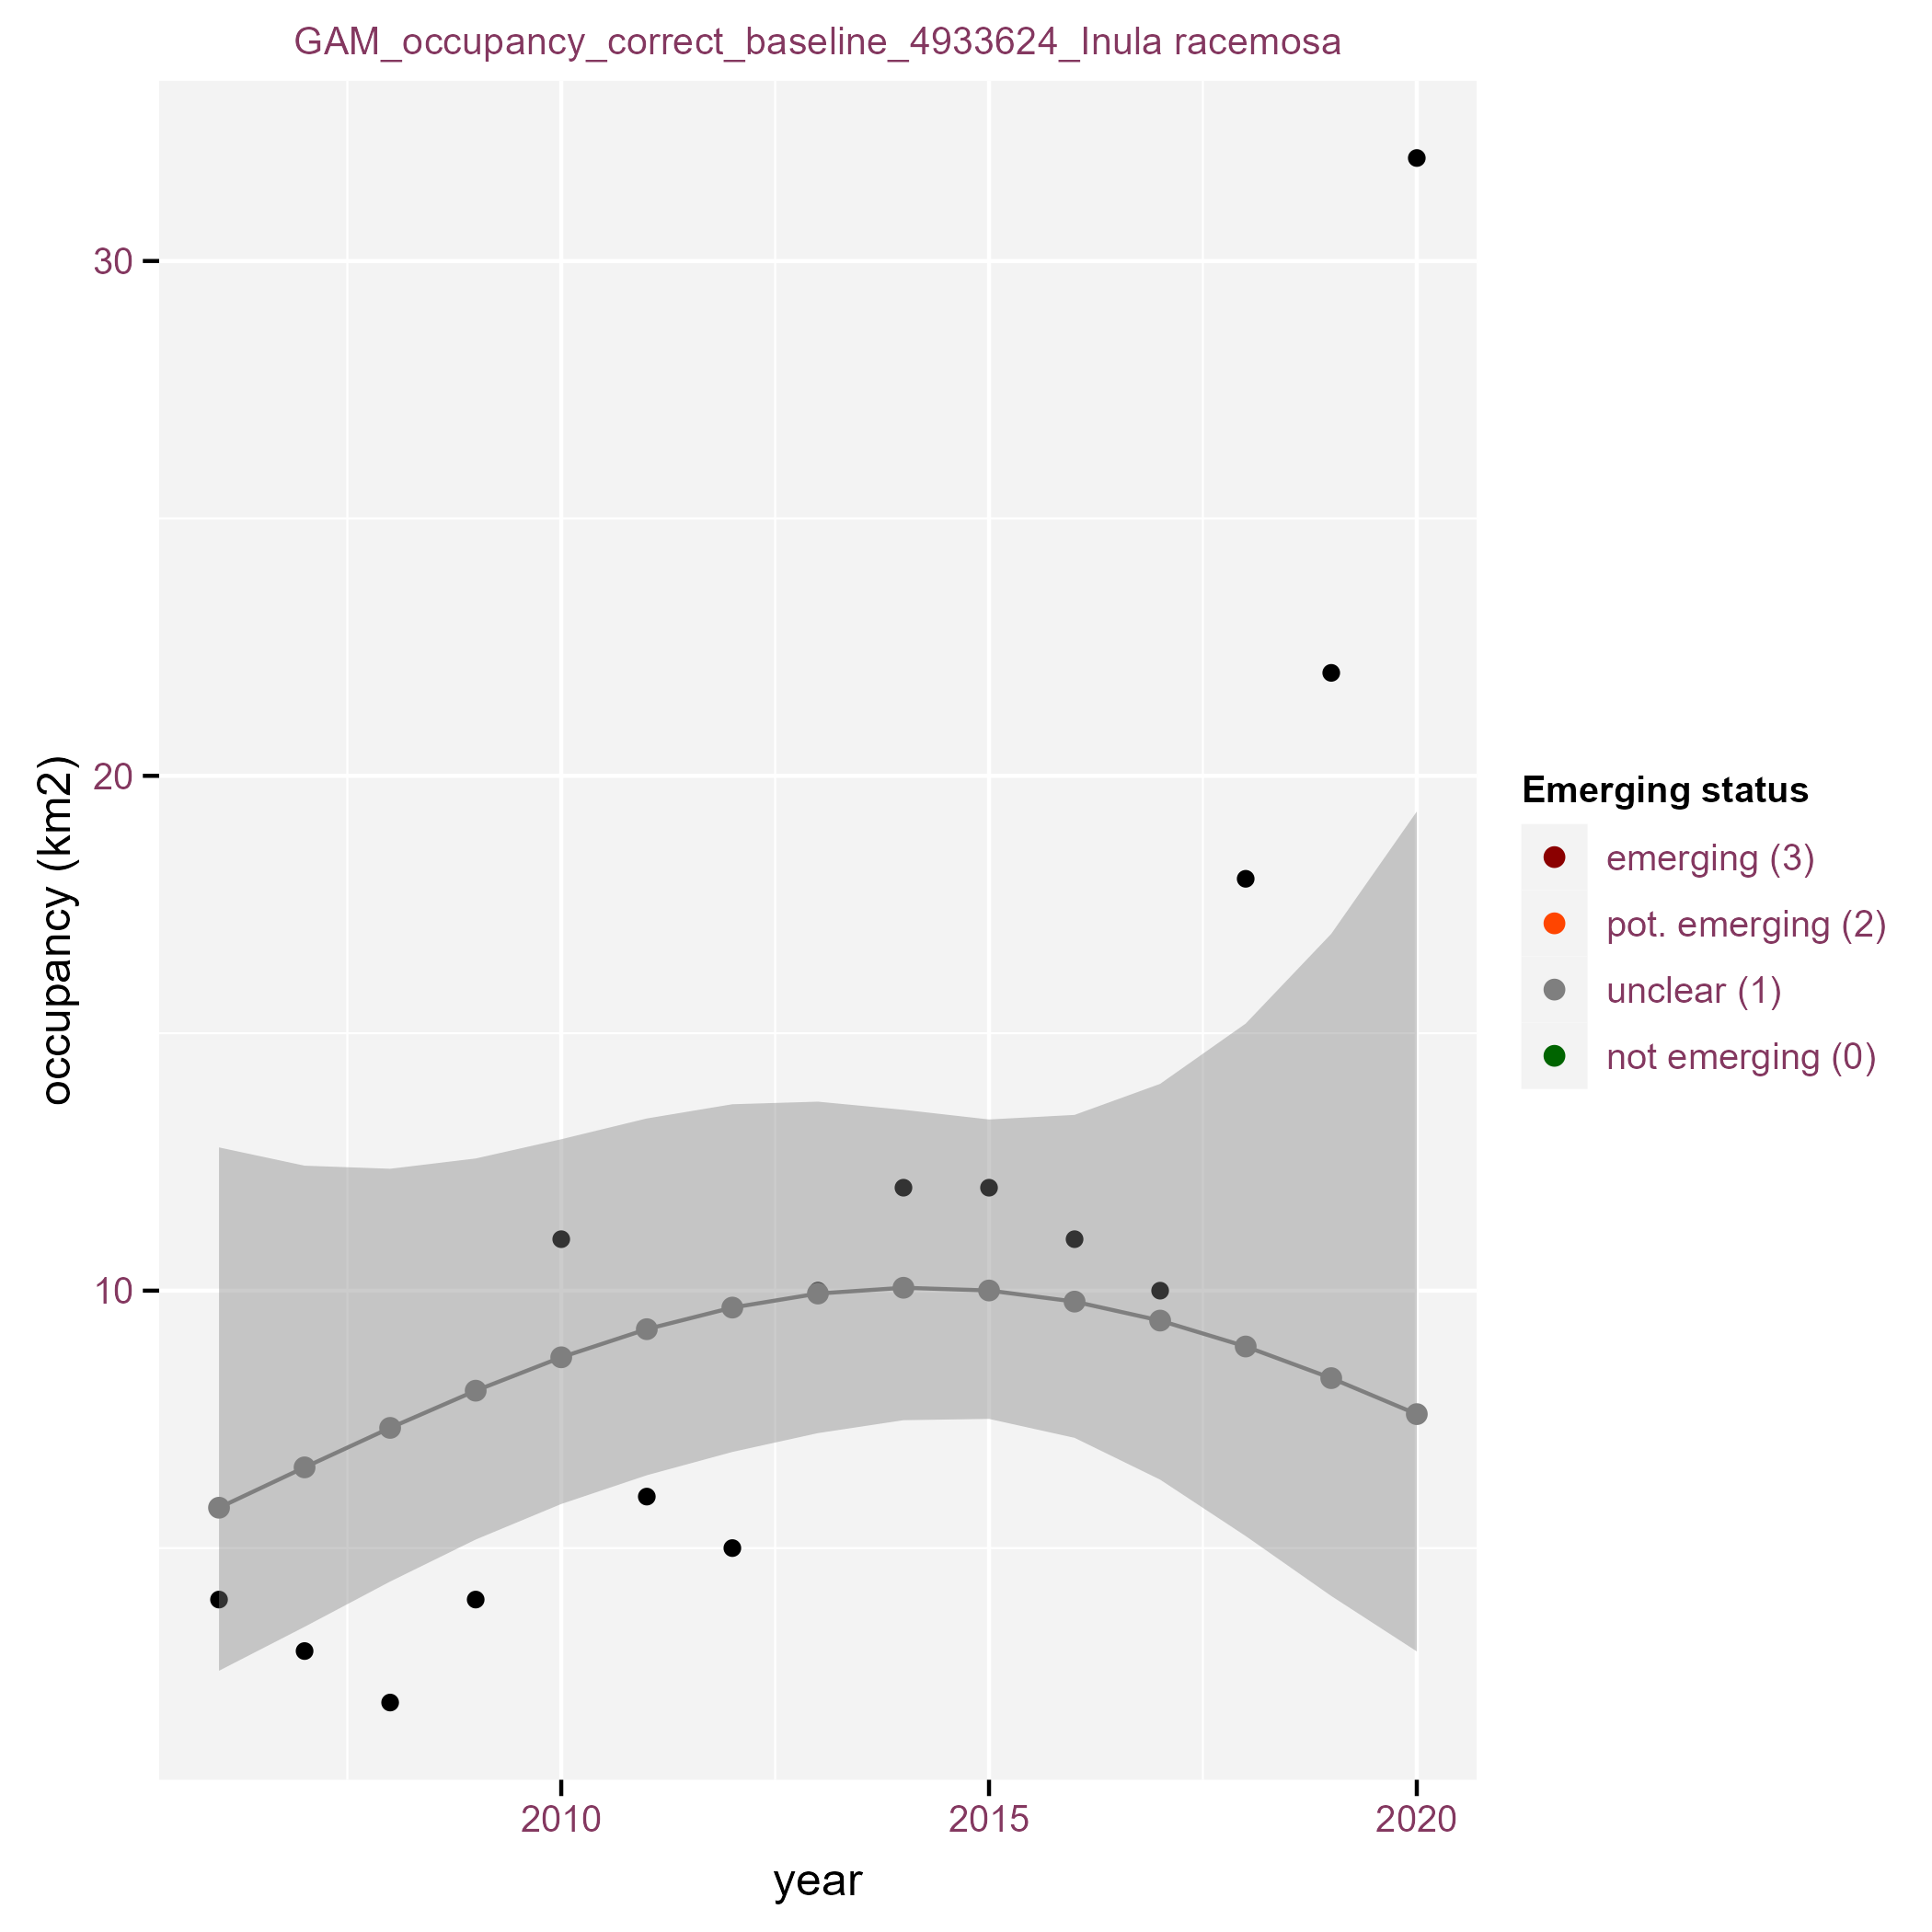 GAM_occupancy_correct_baseline_4933624_Inula racemosa
30
20
10
occupancy (km2)
2010
2015
2020
year
Emerging status
emerging (3)
pot. emerging (2)
unclear (1)
not emerging (0)